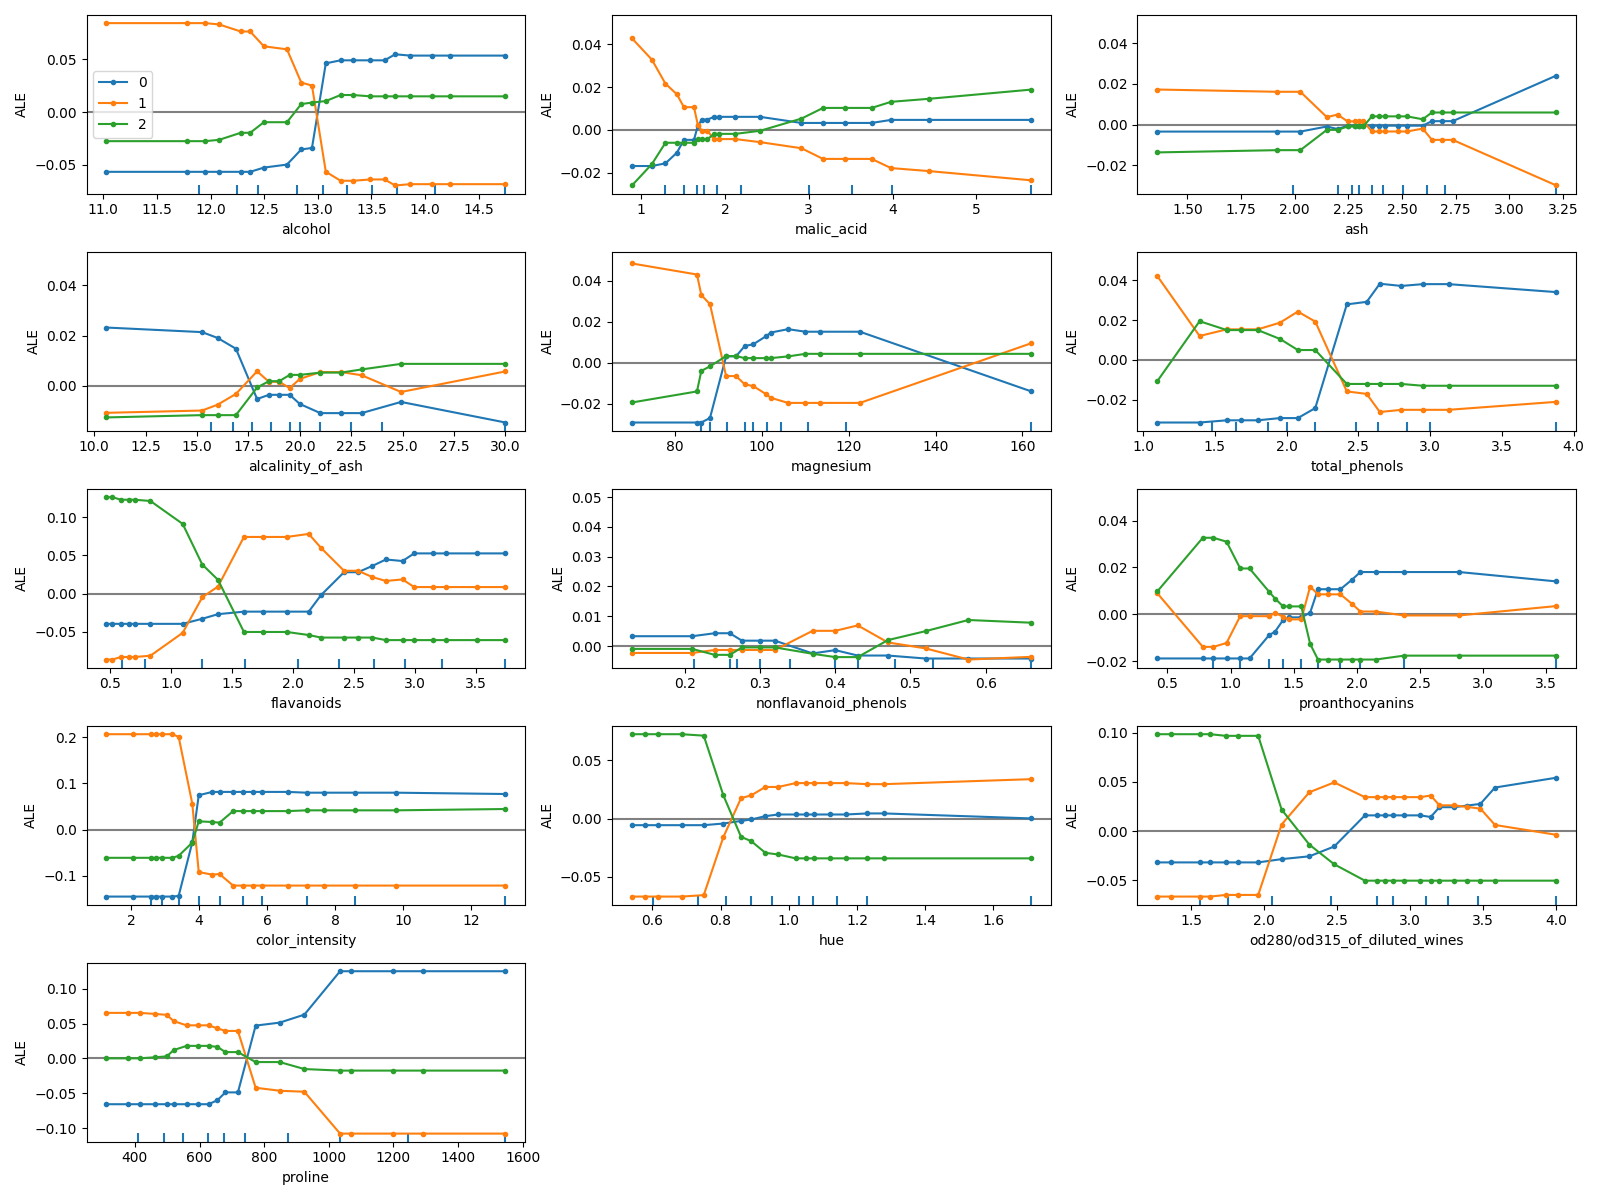 ALE
0.05
0.00
−0.05
0
1
2
11.0 11.5 12.0 12.5 13.0 13.5 14.0 14.5
alcohol
ALE
0.04
0.02
0.00
−0.02
1 2 3 4 5
malic_acid
ALE
0.04
0.02
0.00
−0.02
1.50 1.75 2.00 2.25 2.50 2.75 3.00 3.25
ash
ALE
0.04
0.02
0.00
10.0 12.5 15.0 17.5 20.0 22.5 25.0 27.5 30.0
alcalinity_of_ash
ALE
0.04
0.02
0.00
−0.02
80 100 120 140 160
magnesium
ALE
0.04
0.02
0.00
−0.02
1.0 1.5 2.0 2.5 3.0 3.5 4.0
total_phenols
ALE
0.10
0.05
0.00
−0.05
0.5 1.0 1.5 2.0 2.5 3.0 3.5
flavanoids
ALE
0.05
0.04
0.03
0.02
0.01
0.00
0.2 0.3 0.4 0.5 0.6
nonflavanoid_phenols
ALE
0.04
0.02
0.00
−0.02
0.5 1.0 1.5 2.0 2.5 3.0 3.5
proanthocyanins
ALE
0.2
0.1
0.0
−0.1
2 4 6 8 10 12
color_intensity
ALE
0.05
0.00
−0.05
0.6 0.8 1.0 1.2 1.4 1.6
hue
ALE
0.10
0.05
0.00
−0.05
1.5 2.0 2.5 3.0 3.5 4.0
od280/od315_of_diluted_wines
ALE
0.10
0.05
0.00
−0.05
−0.10
400 600 800 1000 1200 1400 1600
proline